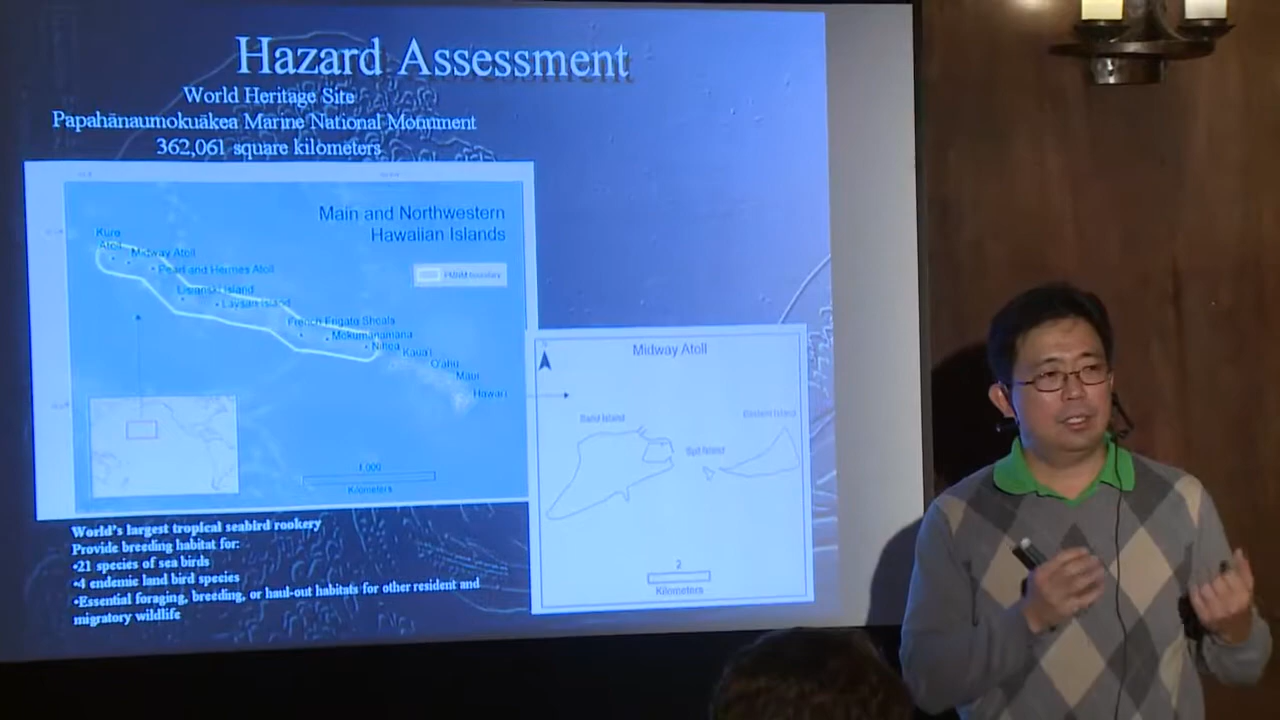 Hazard Assessment
World Heritage Site
Papahānaumokuākea Marine National Monument
362,061 square kilometers
Main and Northwestern
Hawaiian Islands
Kure
Atoll
Midway Atoll
Pearl and Hermes Atoll
Lisianski Island
Laysan Island
French Frigate Shoals
Mokumanamana
Nihoa
Kaua'i
O'ahu
Maui
Hawai'i
PMNM boundary
1,000
Kilometers
Midway Atoll
Sand Island
Spit Island
Eastern Island
2
Kilometers
World's largest tropical seabird rookery
Provide breeding habitat for:
•21 species of sea birds
•4 endemic land bird species
•Essential foraging, breeding, or haul-out habitats for other resident and
migratory wildlife